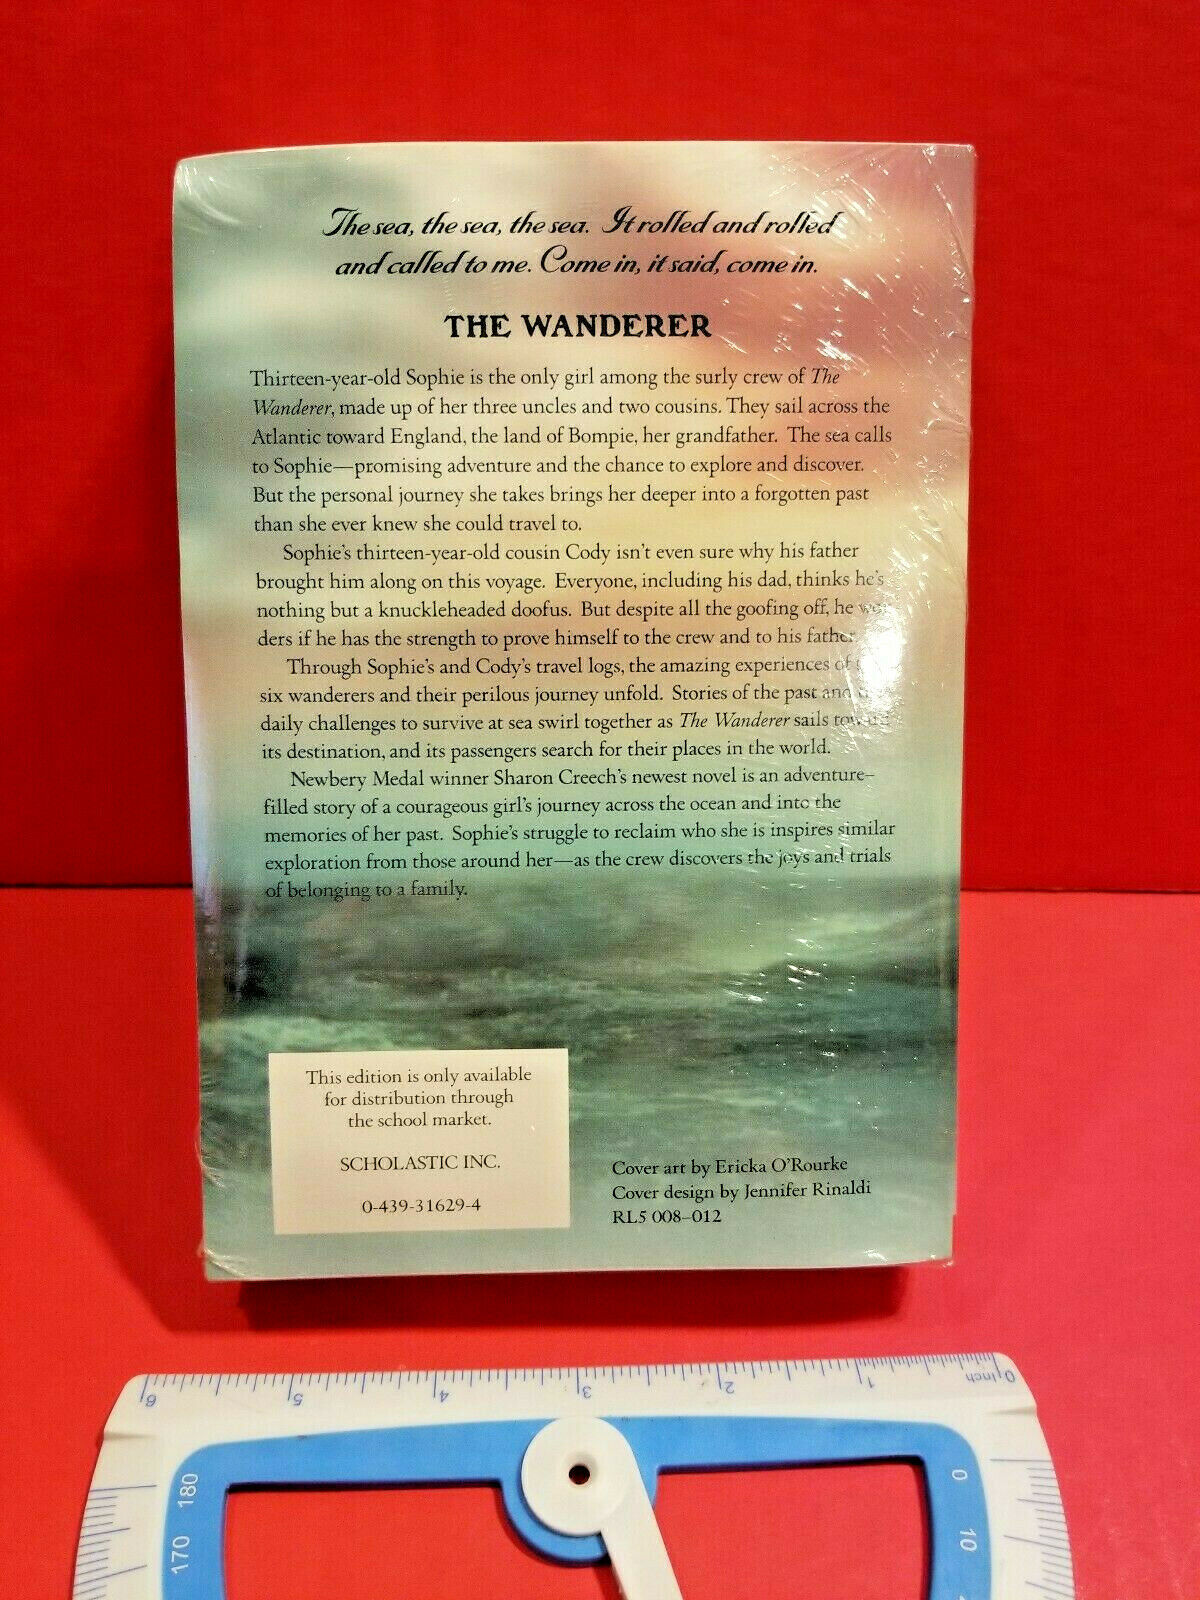 The sea, the sea, the sea. It rolled and rolled
and called to me. Come in, it said, come in.
THE WANDERER
Thirteen-year-old Sophie is the only girl among the surly crew of The
Wanderer, made up of her three uncles and two cousins. They sail across the
Atlantic toward England, the land of Bompie, her grandfather. The sea calls
to Sophie—promising adventure and the chance to explore and discover.
But the personal journey she takes brings her deeper into a forgotten past
than she ever knew she could travel to.
Sophie's thirteen-year-old cousin Cody isn't even sure why his father
brought him along on this voyage. Everyone, including his dad, thinks he's
nothing but a knuckleheaded doofus. But despite all the goofing off, he
ders if he has the strength to prove himself to the crew and to his father
Through Sophie's and Cody's travel logs, the amazing experiences of
six wanderers and their perilous journey unfold. Stories of the past and
daily challenges to survive at sea swirl together as The Wanderer sails toward
its destination, and its passengers search for their places in the world.
Newbery Medal winner Sharon Creech's newest novel is an adventure–
filled story of a courageous girl's journey across the ocean and into the
memories of her past. Sophie's struggle to reclaim who she is inspires similar
exploration from those around her—as the crew discovers the joys and trials
of belonging to a family.
This edition is only available
for distribution through
the school market.
SCHOLASTIC INC.
0-439-31629-4
Cover art by Ericka O'Rourke
Cover design by Jennifer Rinaldi
RL5 008–012
6 5 4 3 2 1 0 inch
180 0
170 10